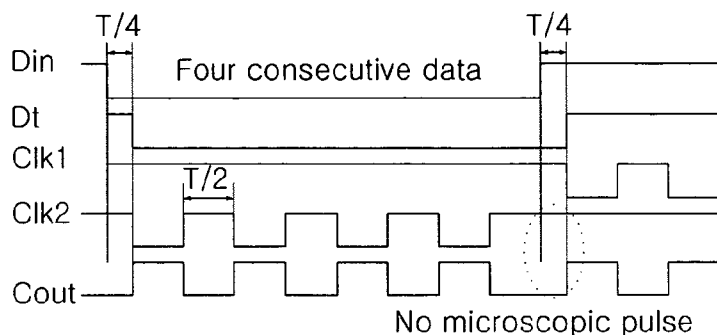 T/4
T/4
Din
Four consecutive data
Dt
Clk1
T/2
Clk2
Cout
No microscopic pulse